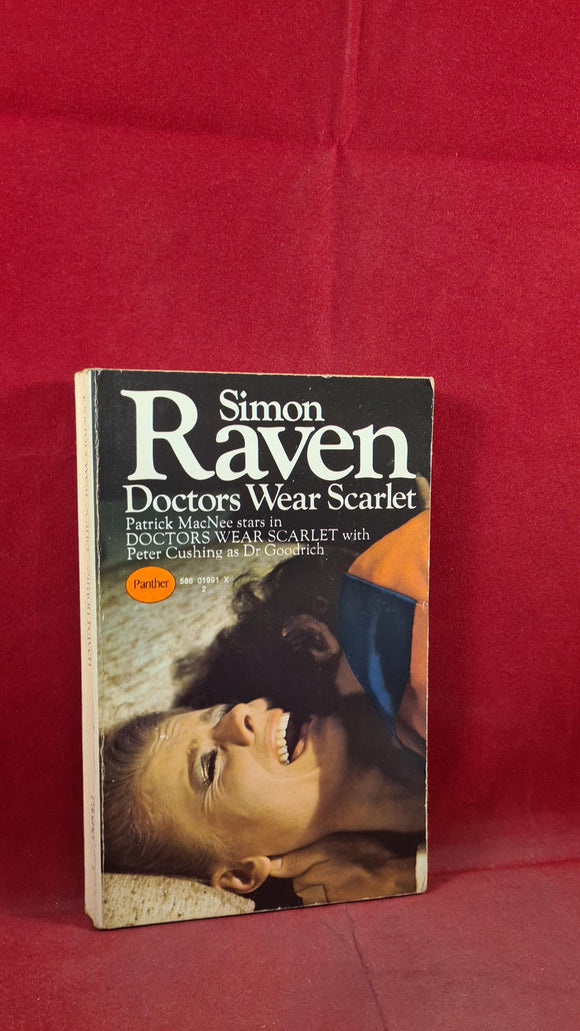 Simon
Raven
Doctors Wear Scarlet
Patrick MacNee stars in
DOCTORS WEAR SCARLET with
Peter Cushing as Dr Goodrich
Panther
586 01991 X
2